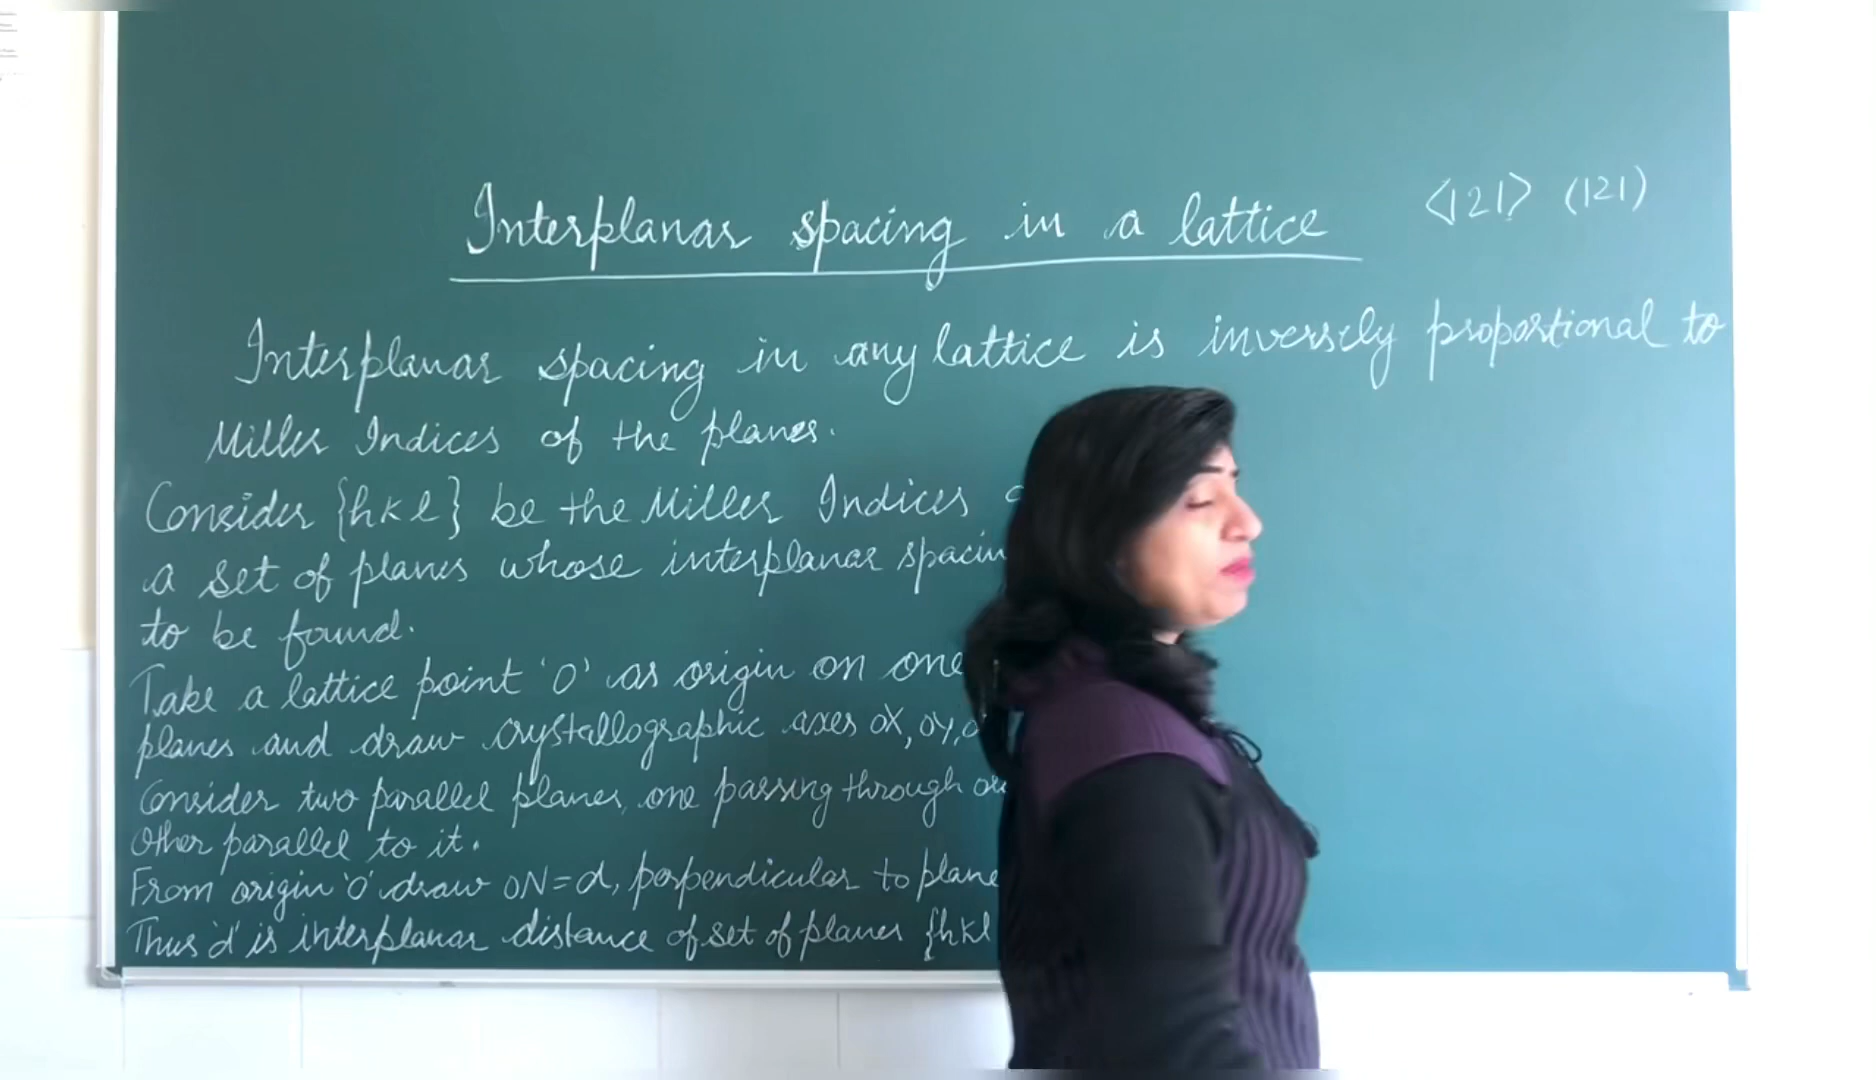 Interplanar spacing in a lattice <121> (121)
Interplanar spacing in any lattice is inversely proportional to
Miller Indices of the planes.
Consider {hkl} be the Miller Indices
a set of planes whose interplanar spacin
to be found.
Take a lattice point 'O' as origin on one
planes and draw crystallographic axes OX, OY,
Consider two parallel planes, one passing through
Other parallel to it.
From origin 'O' draw ON=d, perpendicular to plane
Thus 'd' is interplanar distance of set of planes {hkl